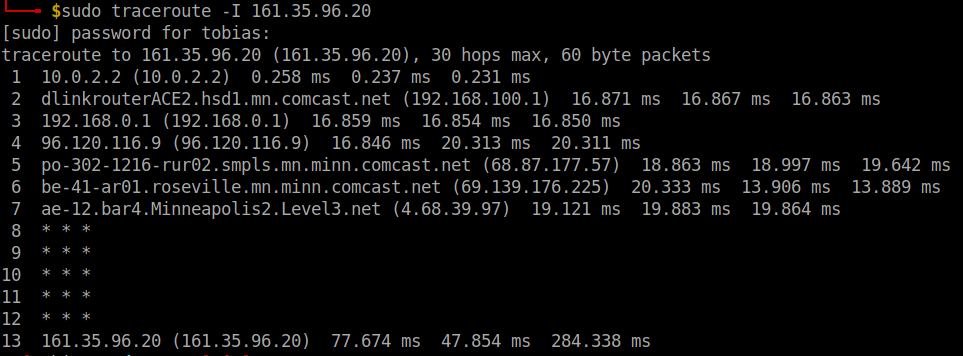 $sudo traceroute -I 161.35.96.20
[sudo] password for tobias:
traceroute to 161.35.96.20 (161.35.96.20), 30 hops max, 60 byte packets
 1  10.0.2.2 (10.0.2.2)  0.258 ms  0.237 ms  0.231 ms
 2  dlinkrouterACE2.hsd1.mn.comcast.net (192.168.100.1)  16.871 ms  16.867 ms  16.863 ms
 3  192.168.0.1 (192.168.0.1)  16.859 ms  16.854 ms  16.850 ms
 4  96.120.116.9 (96.120.116.9)  16.846 ms  20.313 ms  20.311 ms
 5  po-302-1216-rur02.smpls.mn.minn.comcast.net (68.87.177.57)  18.863 ms  18.997 ms  19.642 ms
 6  be-41-ar01.roseville.mn.minn.comcast.net (69.139.176.225)  20.333 ms  13.906 ms  13.889 ms
 7  ae-12.bar4.Minneapolis2.Level3.net (4.68.39.97)  19.121 ms  19.883 ms  19.864 ms
 8  * * *
 9  * * *
10  * * *
11  * * *
12  * * *
13  161.35.96.20 (161.35.96.20)  77.674 ms  47.854 ms  284.338 ms